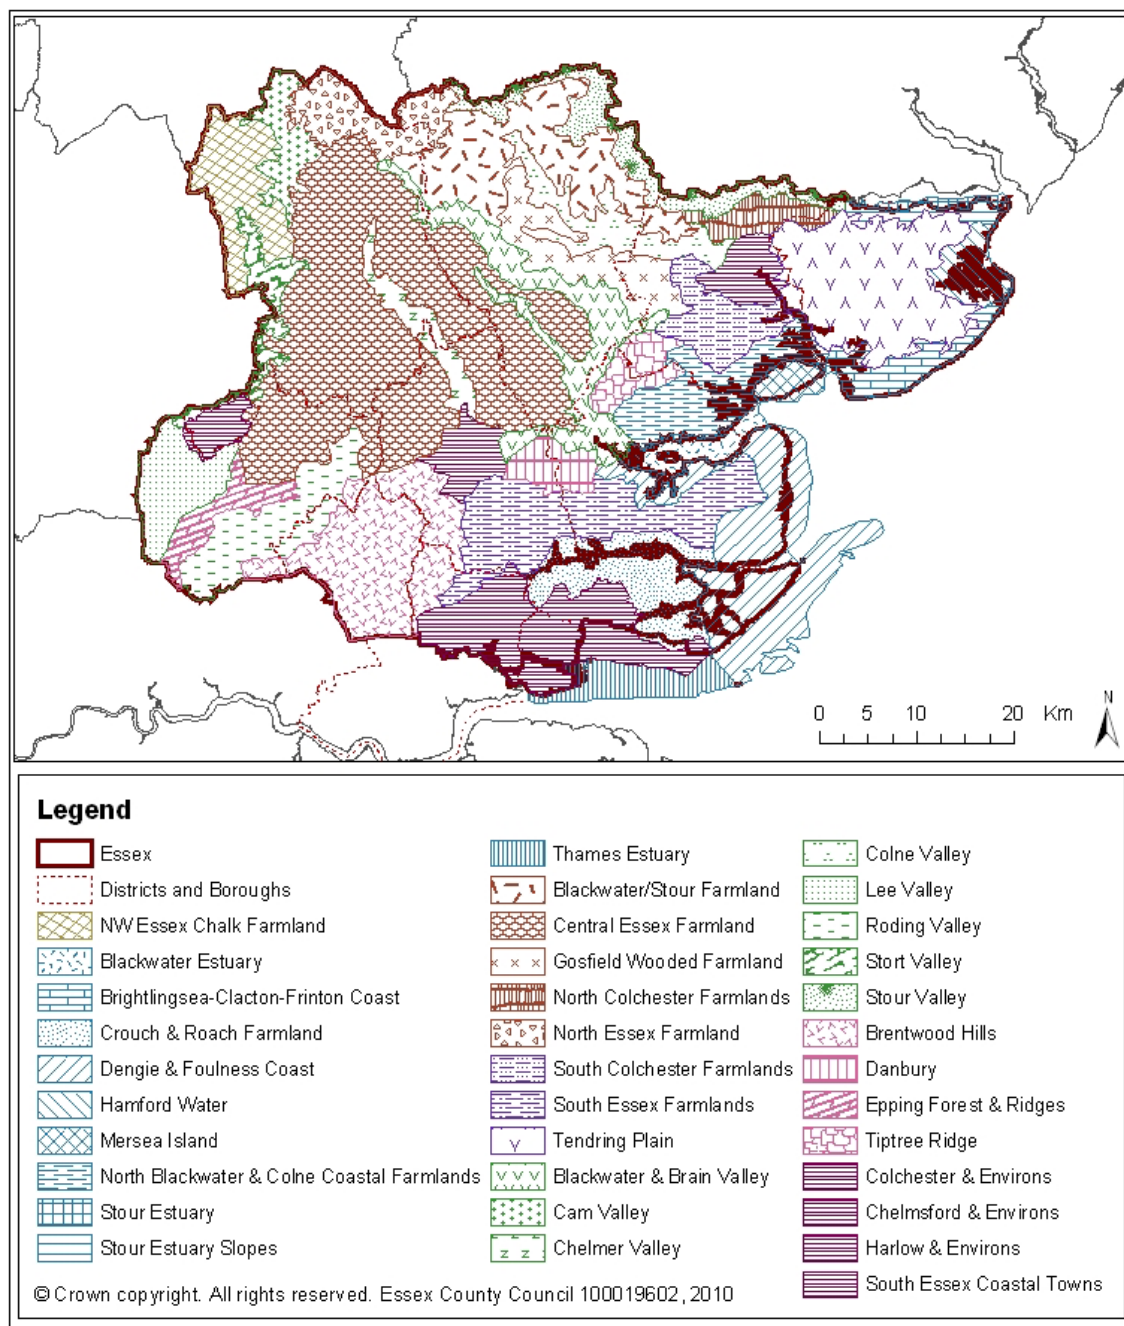 N
0 5 10 20 Km
Legend
Essex
Districts and Boroughs
NW Essex Chalk Farmland
Blackwater Estuary
Brightlingsea-Clacton-Frinton Coast
Crouch & Roach Farmland
Dengie & Foulness Coast
Hamford Water
Mersea Island
North Blackwater & Colne Coastal Farmlands
Stour Estuary
Stour Estuary Slopes
Thames Estuary
Blackwater/Stour Farmland
Central Essex Farmland
Gosfield Wooded Farmland
North Colchester Farmlands
North Essex Farmland
South Colchester Farmlands
South Essex Farmlands
Tendring Plain
Blackwater & Brain Valley
Cam Valley
Chelmer Valley
Colne Valley
Lee Valley
Roding Valley
Stort Valley
Stour Valley
Brentwood Hills
Danbury
Epping Forest & Ridges
Tiptree Ridge
Colchester & Environs
Chelmsford & Environs
Harlow & Environs
South Essex Coastal Towns
© Crown copyright. All rights reserved. Essex County Council 100019602, 2010